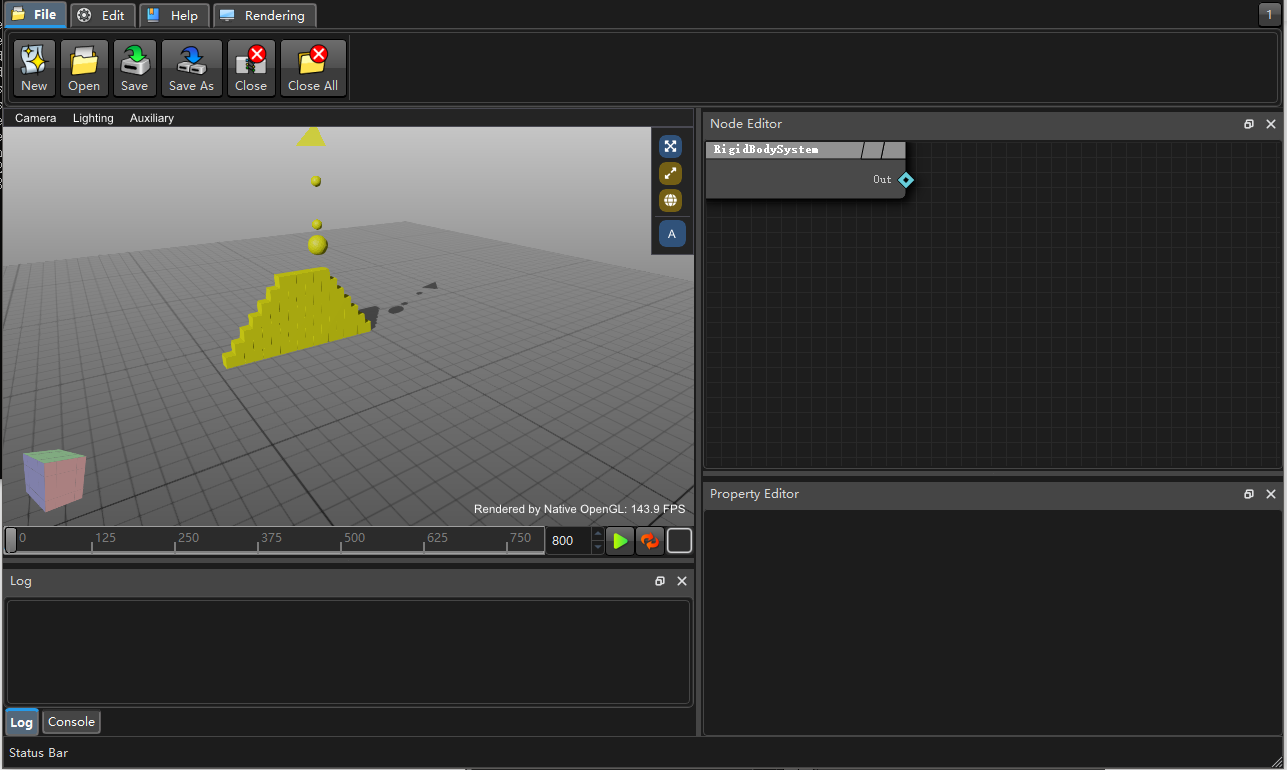 File Edit Help Rendering 1
New Open Save Save As Close Close All
Camera Lighting Auxiliary
Node Editor
RigidBodySystem
Out
A
Rendered by Native OpenGL: 143.9 FPS
Property Editor
0 125 250 375 500 625 750 800
Log
Log Console
Status Bar